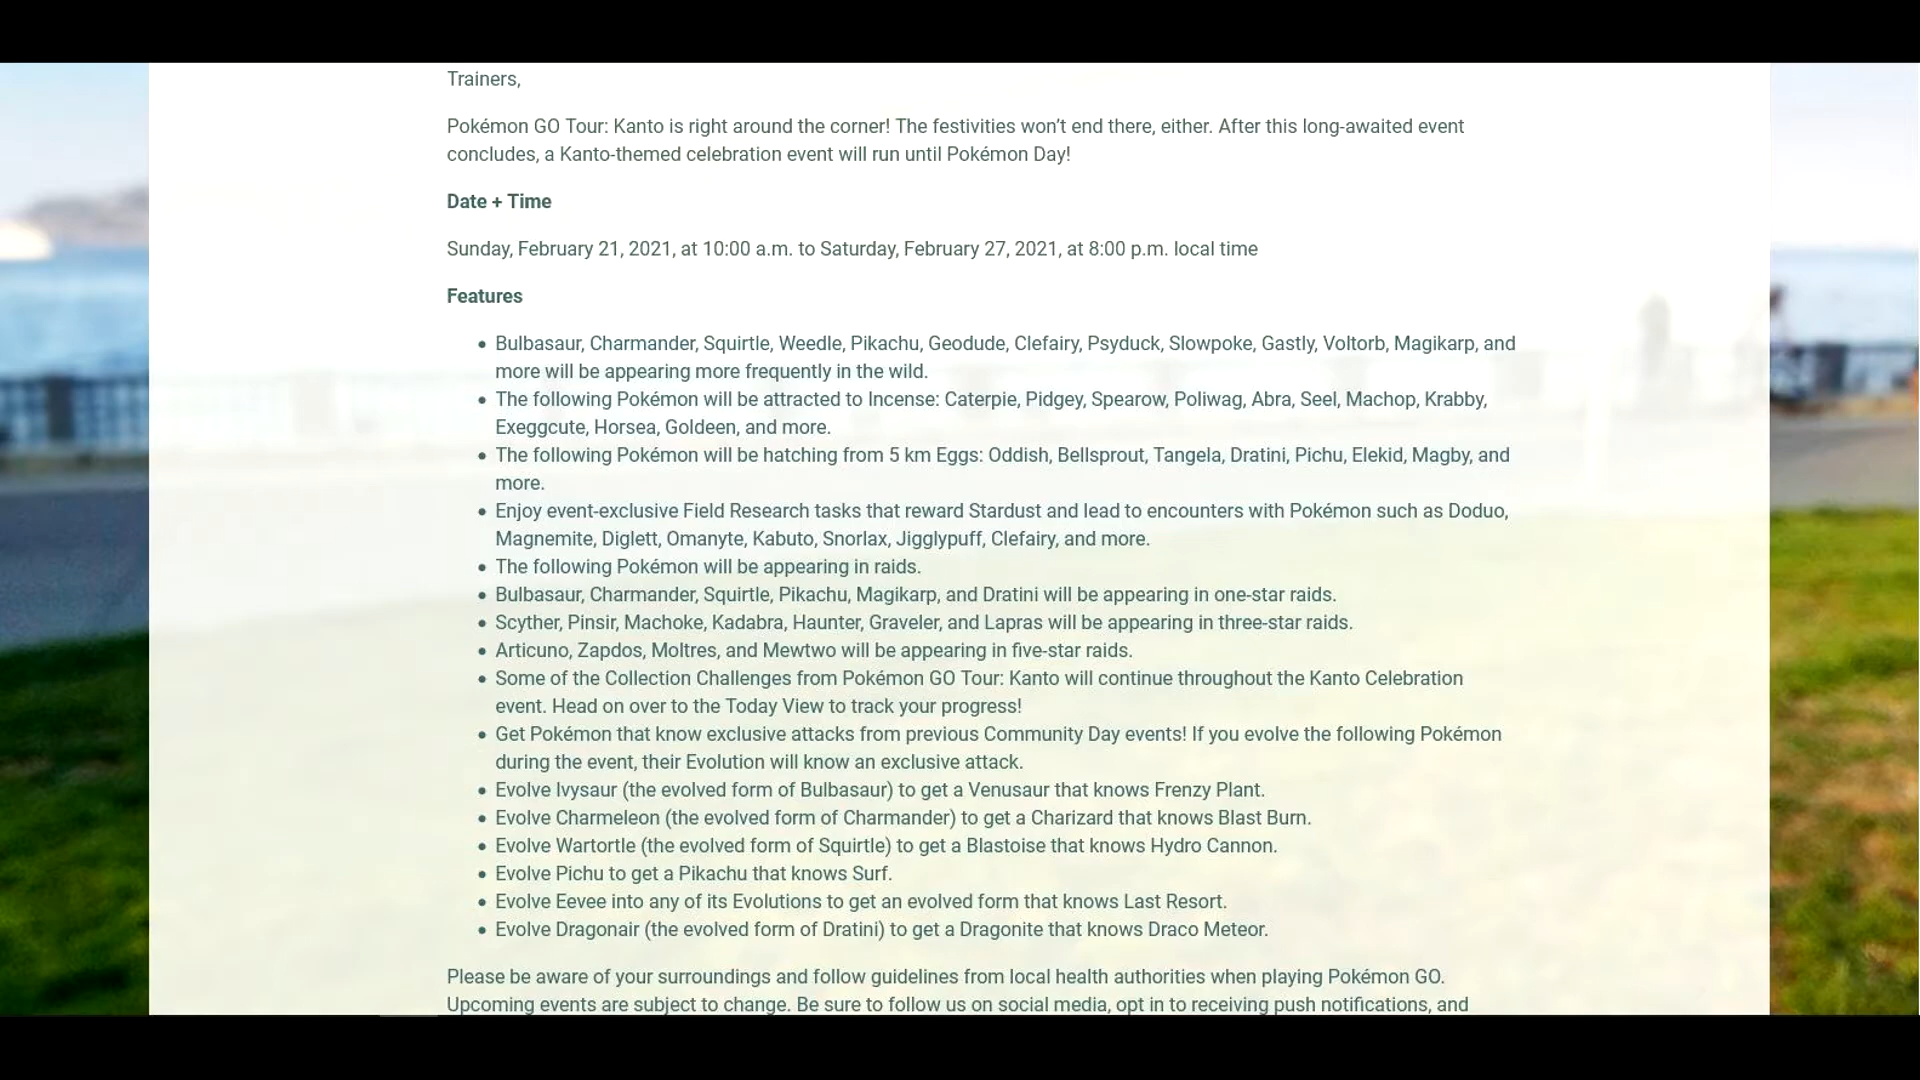 Trainers,
Pokémon GO Tour: Kanto is right around the corner! The festivities won’t end there, either. After this long-awaited event
concludes, a Kanto-themed celebration event will run until Pokémon Day!
Date + Time
Sunday, February 21, 2021, at 10:00 a.m. to Saturday, February 27, 2021, at 8:00 p.m. local time
Features
• Bulbasaur, Charmander, Squirtle, Weedle, Pikachu, Geodude, Clefairy, Psyduck, Slowpoke, Gastly, Voltorb, Magikarp, and
more will be appearing more frequently in the wild.
• The following Pokémon will be attracted to Incense: Caterpie, Pidgey, Spearow, Poliwag, Abra, Seel, Machop, Krabby,
Exeggcute, Horsea, Goldeen, and more.
• The following Pokémon will be hatching from 5 km Eggs: Oddish, Bellsprout, Tangela, Dratini, Pichu, Elekid, Magby, and
more.
• Enjoy event-exclusive Field Research tasks that reward Stardust and lead to encounters with Pokémon such as Doduo,
Magnemite, Diglett, Omanyte, Kabuto, Snorlax, Jigglypuff, Clefairy, and more.
• The following Pokémon will be appearing in raids.
• Bulbasaur, Charmander, Squirtle, Pikachu, Magikarp, and Dratini will be appearing in one-star raids.
• Scyther, Pinsir, Machoke, Kadabra, Haunter, Graveler, and Lapras will be appearing in three-star raids.
• Articuno, Zapdos, Moltres, and Mewtwo will be appearing in five-star raids.
• Some of the Collection Challenges from Pokémon GO Tour: Kanto will continue throughout the Kanto Celebration
event. Head on over to the Today View to track your progress!
• Get Pokémon that know exclusive attacks from previous Community Day events! If you evolve the following Pokémon
during the event, their Evolution will know an exclusive attack.
• Evolve Ivysaur (the evolved form of Bulbasaur) to get a Venusaur that knows Frenzy Plant.
• Evolve Charmeleon (the evolved form of Charmander) to get a Charizard that knows Blast Burn.
• Evolve Wartortle (the evolved form of Squirtle) to get a Blastoise that knows Hydro Cannon.
• Evolve Pichu to get a Pikachu that knows Surf.
• Evolve Eevee into any of its Evolutions to get an evolved form that knows Last Resort.
• Evolve Dragonair (the evolved form of Dratini) to get a Dragonite that knows Draco Meteor.
Please be aware of your surroundings and follow guidelines from local health authorities when playing Pokémon GO.
Upcoming events are subject to change. Be sure to follow us on social media, opt in to receiving push notifications, and